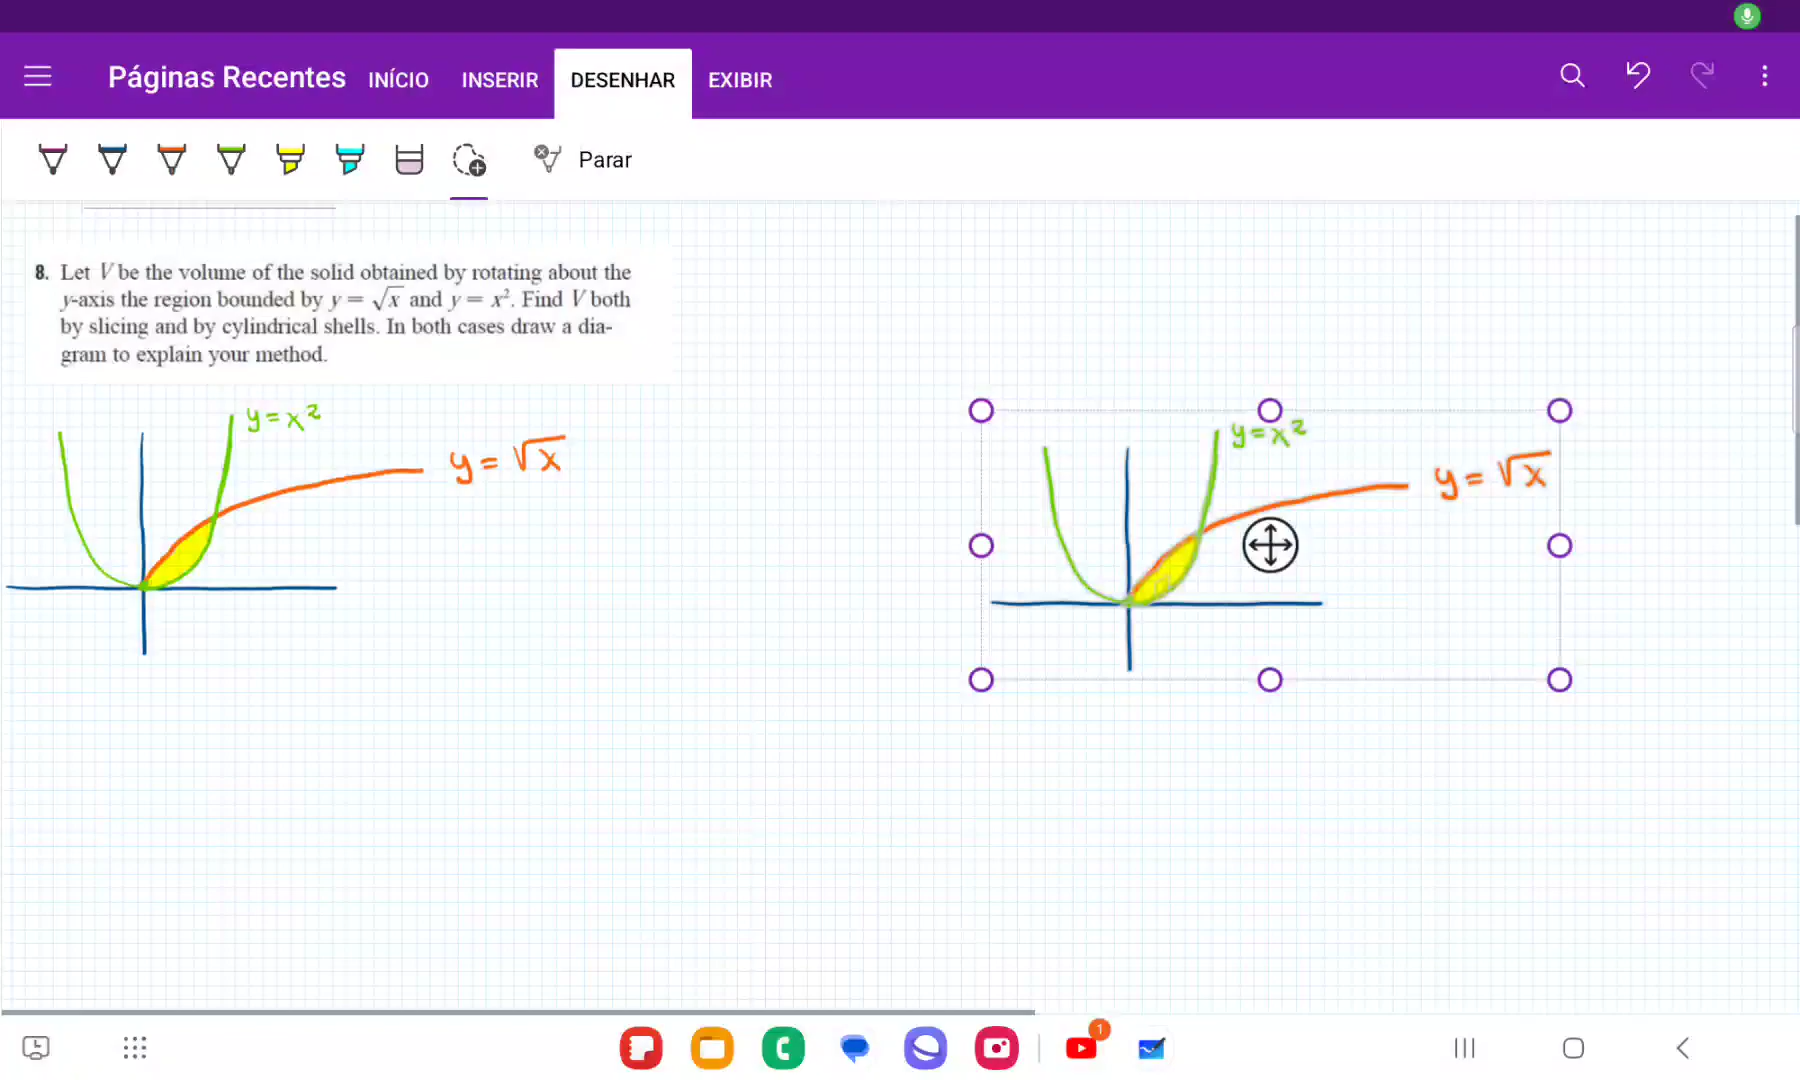 Páginas Recentes INÍCIO INSERIR DESENHAR EXIBIR
Parar
8. Let V be the volume of the solid obtained by rotating about the
y-axis the region bounded by y = √x and y = x². Find V both
by slicing and by cylindrical shells. In both cases draw a dia-
gram to explain your method.
y = x²
y = √x
y = x²
y = √x
1